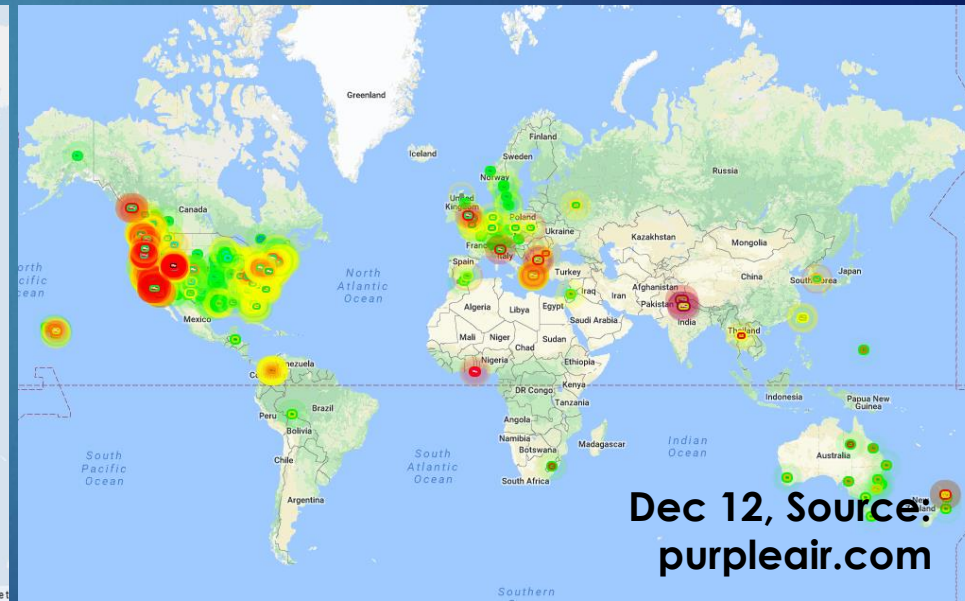 Greenland
Iceland
Finland
Sweden
Norway
Russia
United
Kingdom
Canada
Poland
Ukraine
France
Italy
Spain
Kazakhstan
Mongolia
North
Atlantic
Ocean
Turkey
Afghanistan
China
Japan
South Korea
Iraq
Iran
Pakistan
Algeria
Libya
Egypt
Saudi Arabia
India
Mexico
Mali
Niger
Chad
Sudan
Thailand
Nigeria
Ethiopia
DR Congo
Kenya
Tanzania
Indonesia
Papua New
Guinea
Peru
Brazil
Bolivia
Angola
Namibia
Botswana
Madagascar
Indian
Ocean
South
Pacific
Ocean
South
Atlantic
Ocean
Chile
Argentina
South Africa
Australia
Dec 12, Source:
purpleair.com
Southern